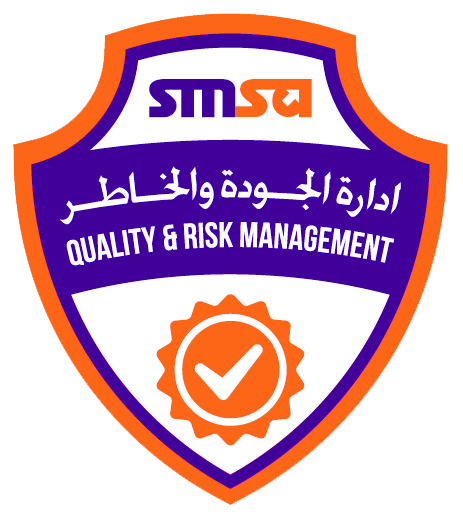 smsa
ادارة الجودة والخاطر
QUALITY & RISK MANAGEMENT